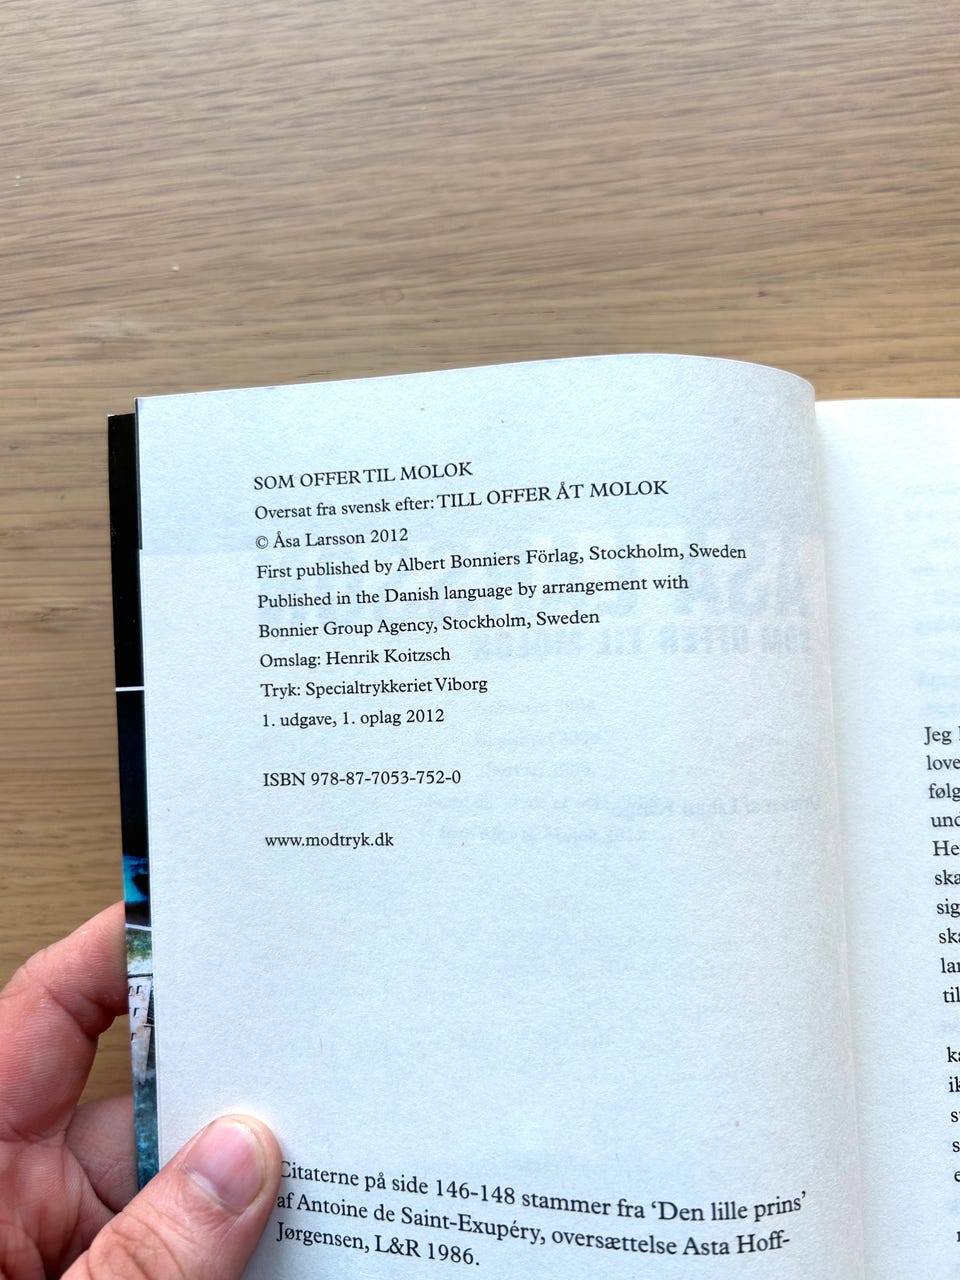 SOM OFFER TIL MOLOK
Oversat fra svensk efter: TILL OFFER ÅT MOLOK
© Åsa Larsson 2012
First published by Albert Bonniers Förlag, Stockholm, Sweden
Published in the Danish language by arrangement with
Bonnier Group Agency, Stockholm, Sweden
Omslag: Henrik Koitzsch
Tryk: Specialtrykkeriet Viborg
1. udgave, 1. oplag 2012
ISBN 978-87-7053-752-0
www.modtryk.dk
Citaterne på side 146-148 stammer fra ‘Den lille prins’
af Antoine de Saint-Exupéry, oversættelse Asta Hoff-
Jørgensen, L&R 1986.
Jeg